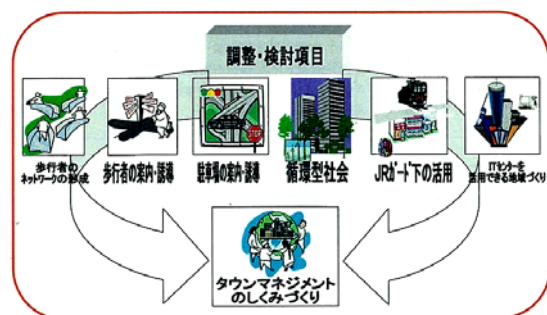 調整・検討項目
歩行者の
ネットワークの形成
歩行者の案内・誘導
駐車場の案内・誘導
循環型社会
JRガード下の活用
ITセンターを
活用できる地域づくり
STOP
タウンマネジメント
のしくみづくり